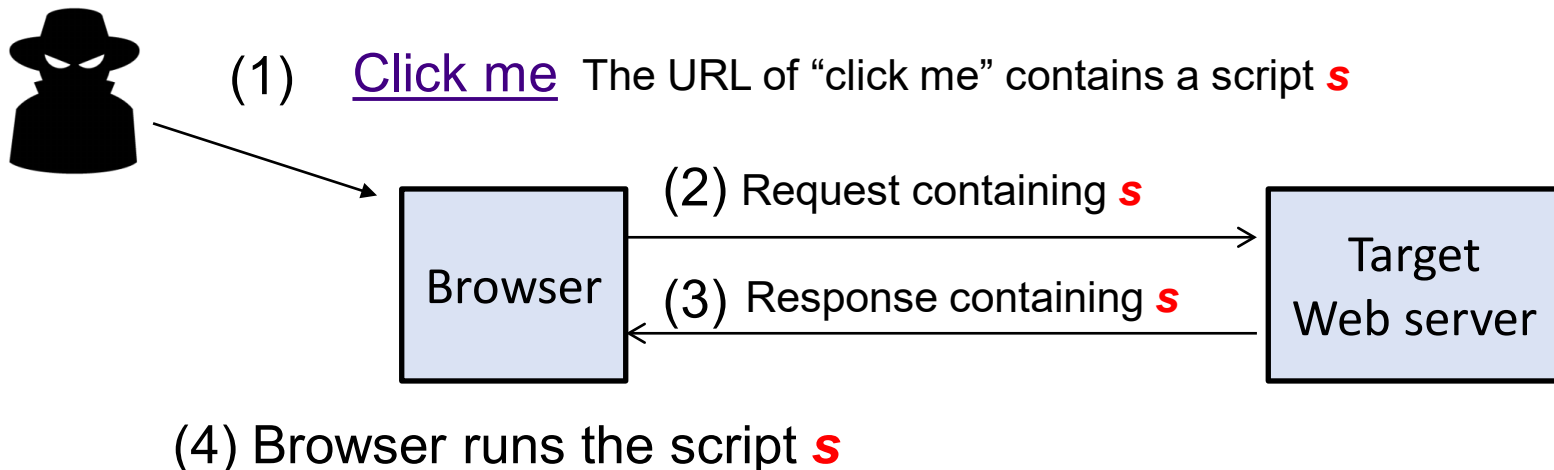 (1) Click me The URL of “click me” contains a script s
(2) Request containing s
Browser
(3) Response containing s
Target
Web server
(4) Browser runs the script s